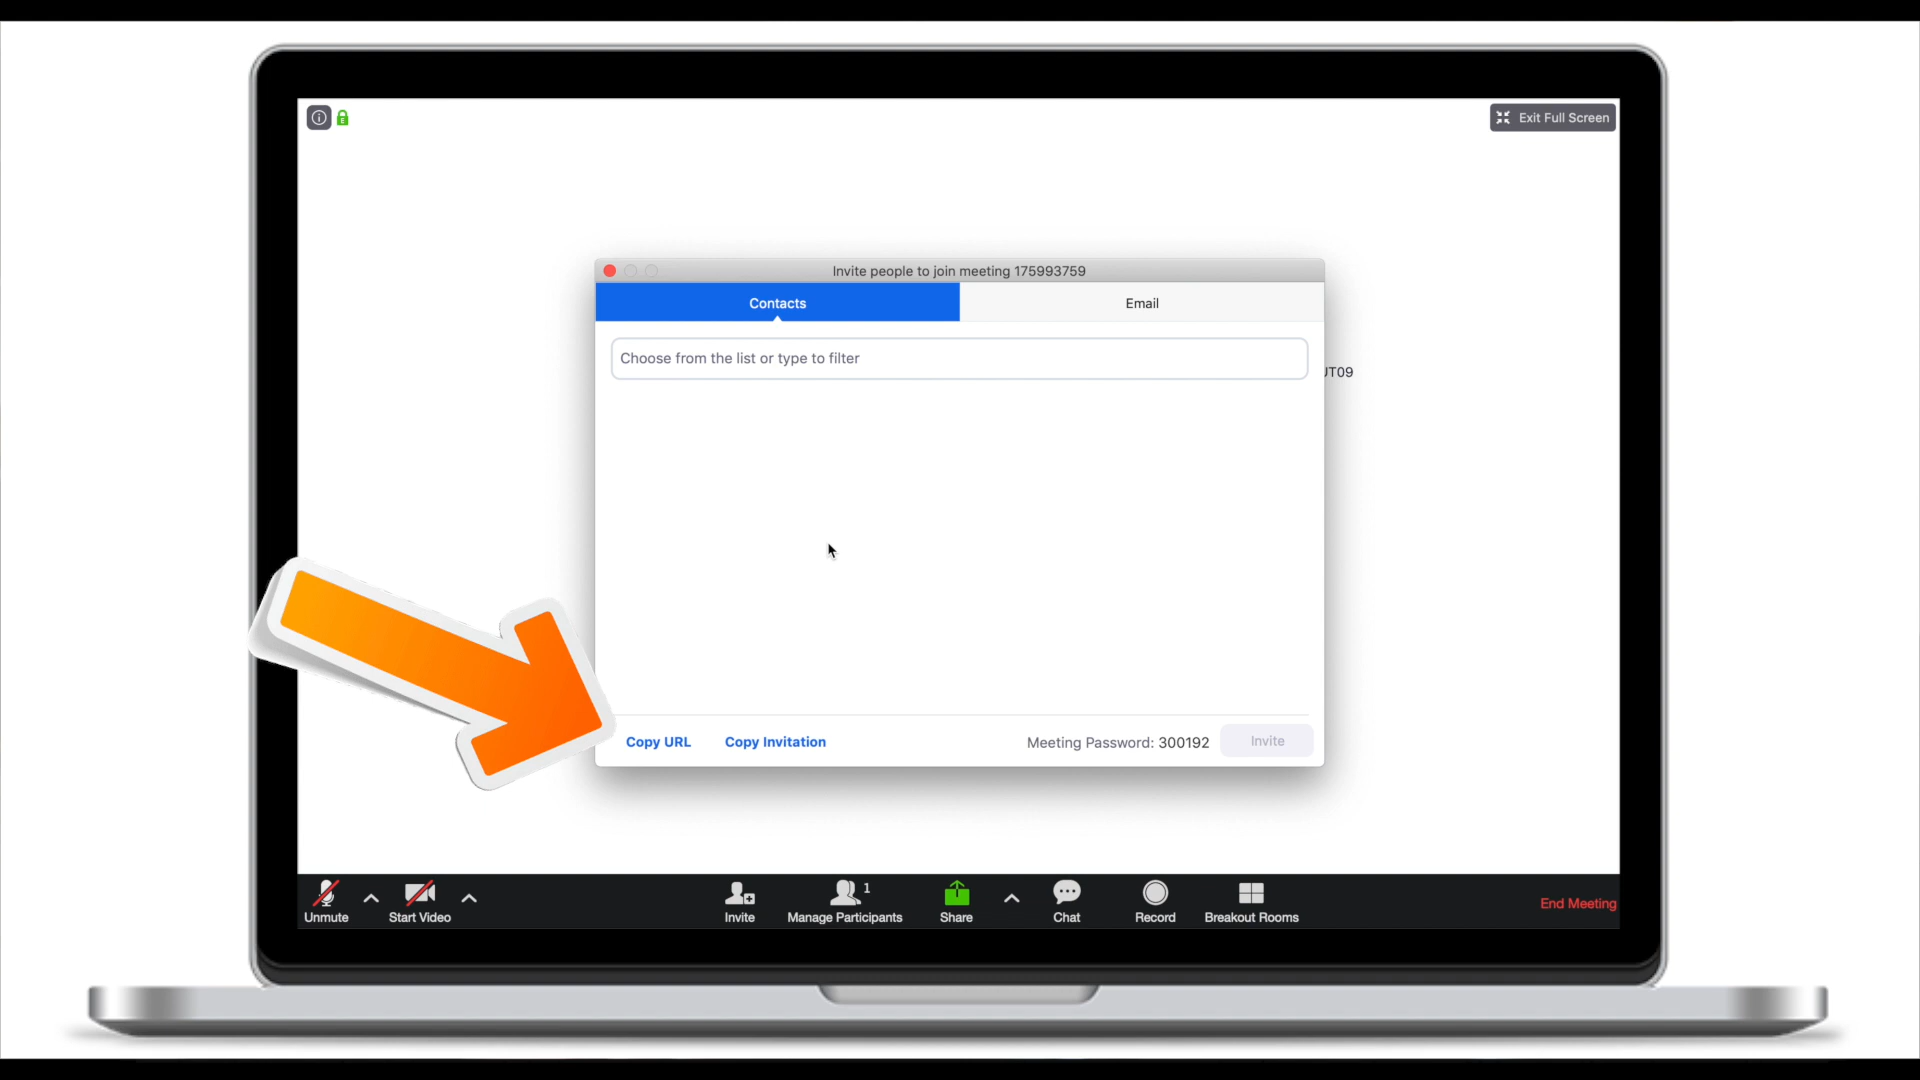 Exit Full Screen
Invite people to join meeting 175993759
Contacts
Email
Choose from the list or type to filter
JT09
Copy URL
Copy Invitation
Meeting Password: 300192
Invite
1
Unmute
Start Video
Invite
Manage Participants
Share
Chat
Record
Breakout Rooms
End Meeting